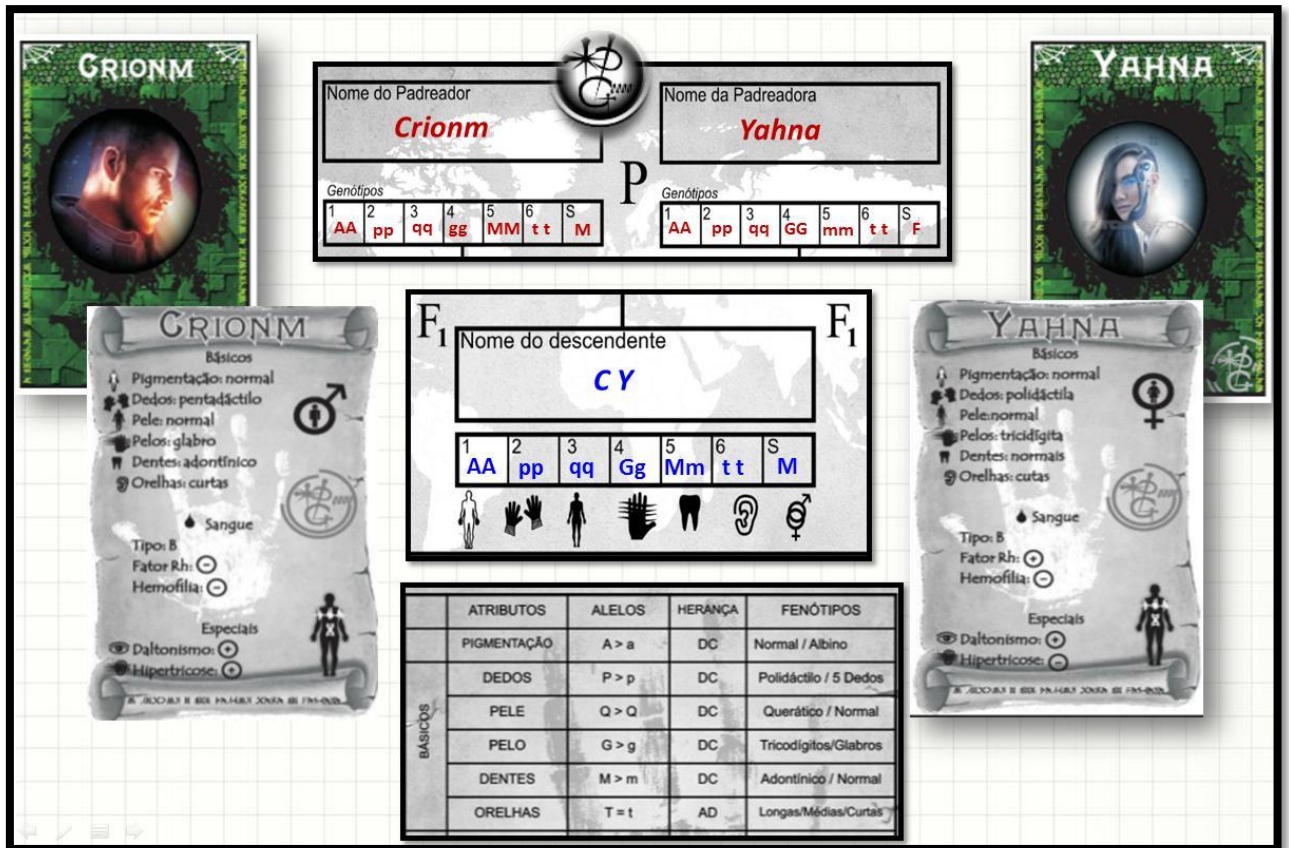 CRIONM
YAHNA
Nome do Padreador
Crionm
Genótipos
1 2 3 4 5 6 S
AA pp qq gg MM t t M
P
Nome da Padreadora
Yahna
Genótipos
1 2 3 4 5 6 S
AA pp qq GG mm t t F
F1
F1
Nome do descendente
C Y
1 2 3 4 5 6 S
AA pp qq Gg Mm t t M
CRIONM
Básicos
Pigmentação: normal
Dedos: pentadáctilo
Pele: normal
Pelos: glabro
Dentes: adontínico
Orelhas: curtas
Sangue
Tipo: B
Fator Rh: -
Hemofilia: -
Especiais
Daltonismo: +
Hipertricose: +
YAHNA
Básicos
Pigmentação: normal
Dedos: polidáctila
Pele:normal
Pelos: tricidígita
Dentes: normais
Orelhas: cutas
Sangue
Tipo: B
Fator Rh: +
Hemofilia: -
Especiais
Daltonismo: +
Hipertricose: -
ATRIBUTOS ALELOS HERANÇA FENÓTIPOS
BÁSICOS
PIGMENTAÇÃO A > a DC Normal / Albino
DEDOS P > p DC Polidáctilo / 5 Dedos
PELE Q > Q DC Querático / Normal
PELO G > g DC Tricodígitos/Glabros
DENTES M > m DC Adontínico / Normal
ORELHAS T = t AD Longas/Médias/Curtas